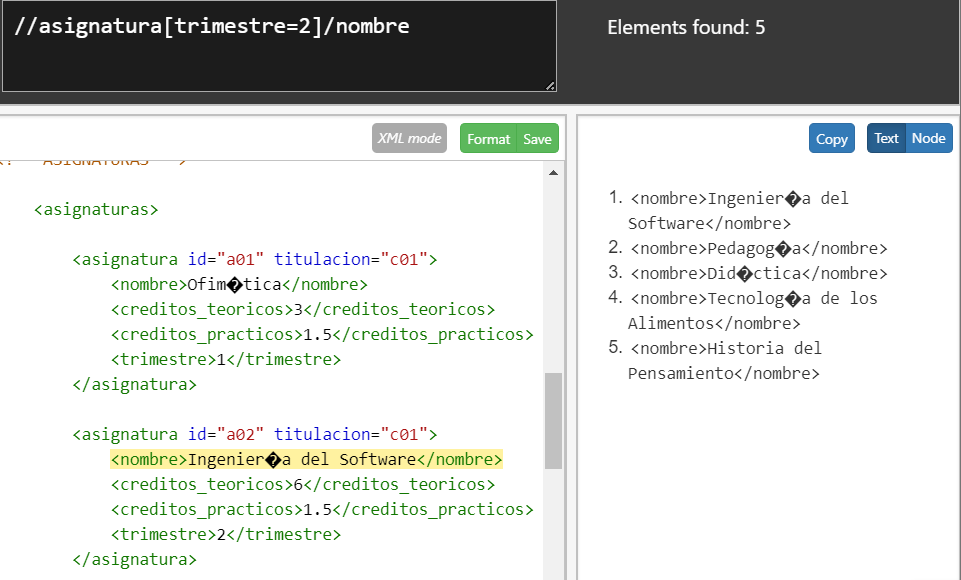 //asignatura[trimestre=2]/nombre
Elements found: 5
XML mode
Format
Save
Copy
Text
Node
ASIGNATURAS
<asignaturas>
<asignatura id="a01" titulacion="c01">
<nombre>Ofim�tica</nombre>
<creditos_teoricos>3</creditos_teoricos>
<creditos_practicos>1.5</creditos_practicos>
<trimestre>1</trimestre>
</asignatura>
<asignatura id="a02" titulacion="c01">
<nombre>Ingenier�a del Software</nombre>
<creditos_teoricos>6</creditos_teoricos>
<creditos_practicos>1.5</creditos_practicos>
<trimestre>2</trimestre>
</asignatura>
1. <nombre>Ingenier�a del
Software</nombre>
2. <nombre>Pedagog�a</nombre>
3. <nombre>Did�ctica</nombre>
4. <nombre>Tecnolog�a de los
Alimentos</nombre>
5. <nombre>Historia del
Pensamiento</nombre>